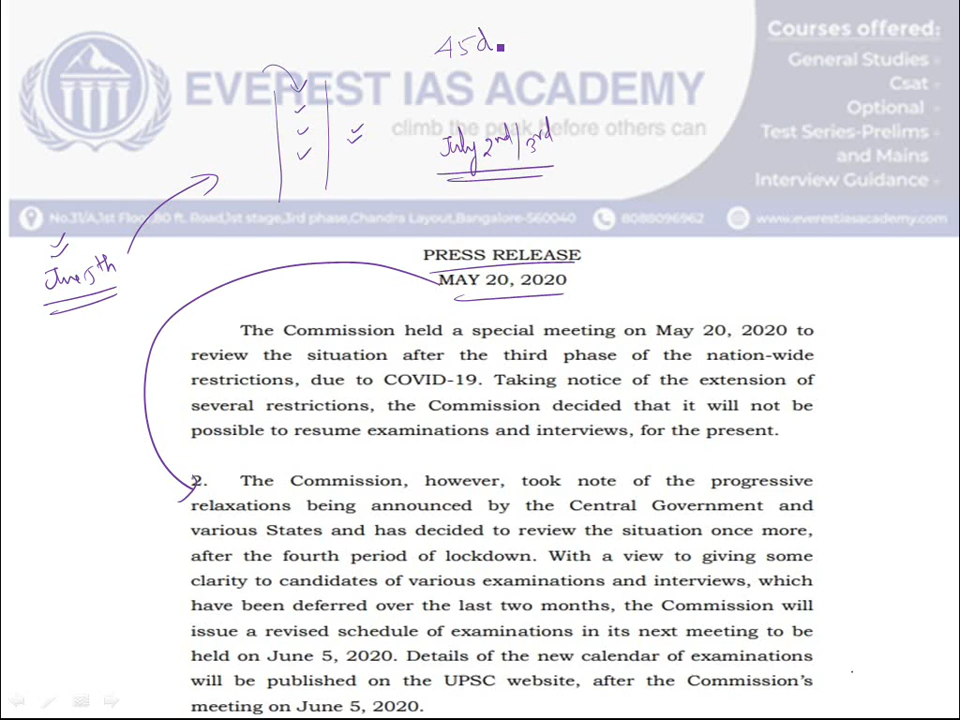 Courses offered:
General Studies -
Csat -
Optional -
Test Series-Prelims -
and Mains
Interview Guidance -
45d.
EVEREST IAS ACADEMY
climb the peak before others can
July 2nd/3rd
No.31/A,1st Floor,80 ft. Road,1st stage,3rd phase,Chandra Layout,Bangalore-560040
8088096962
www.everestiasacademy.com
June 5th
PRESS RELEASE
MAY 20, 2020
The Commission held a special meeting on May 20, 2020 to
review the situation after the third phase of the nation-wide
restrictions, due to COVID-19. Taking notice of the extension of
several restrictions, the Commission decided that it will not be
possible to resume examinations and interviews, for the present.
2. The Commission, however, took note of the progressive
relaxations being announced by the Central Government and
various States and has decided to review the situation once more,
after the fourth period of lockdown. With a view to giving some
clarity to candidates of various examinations and interviews, which
have been deferred over the last two months, the Commission will
issue a revised schedule of examinations in its next meeting to be
held on June 5, 2020. Details of the new calendar of examinations
will be published on the UPSC website, after the Commission's
meeting on June 5, 2020.